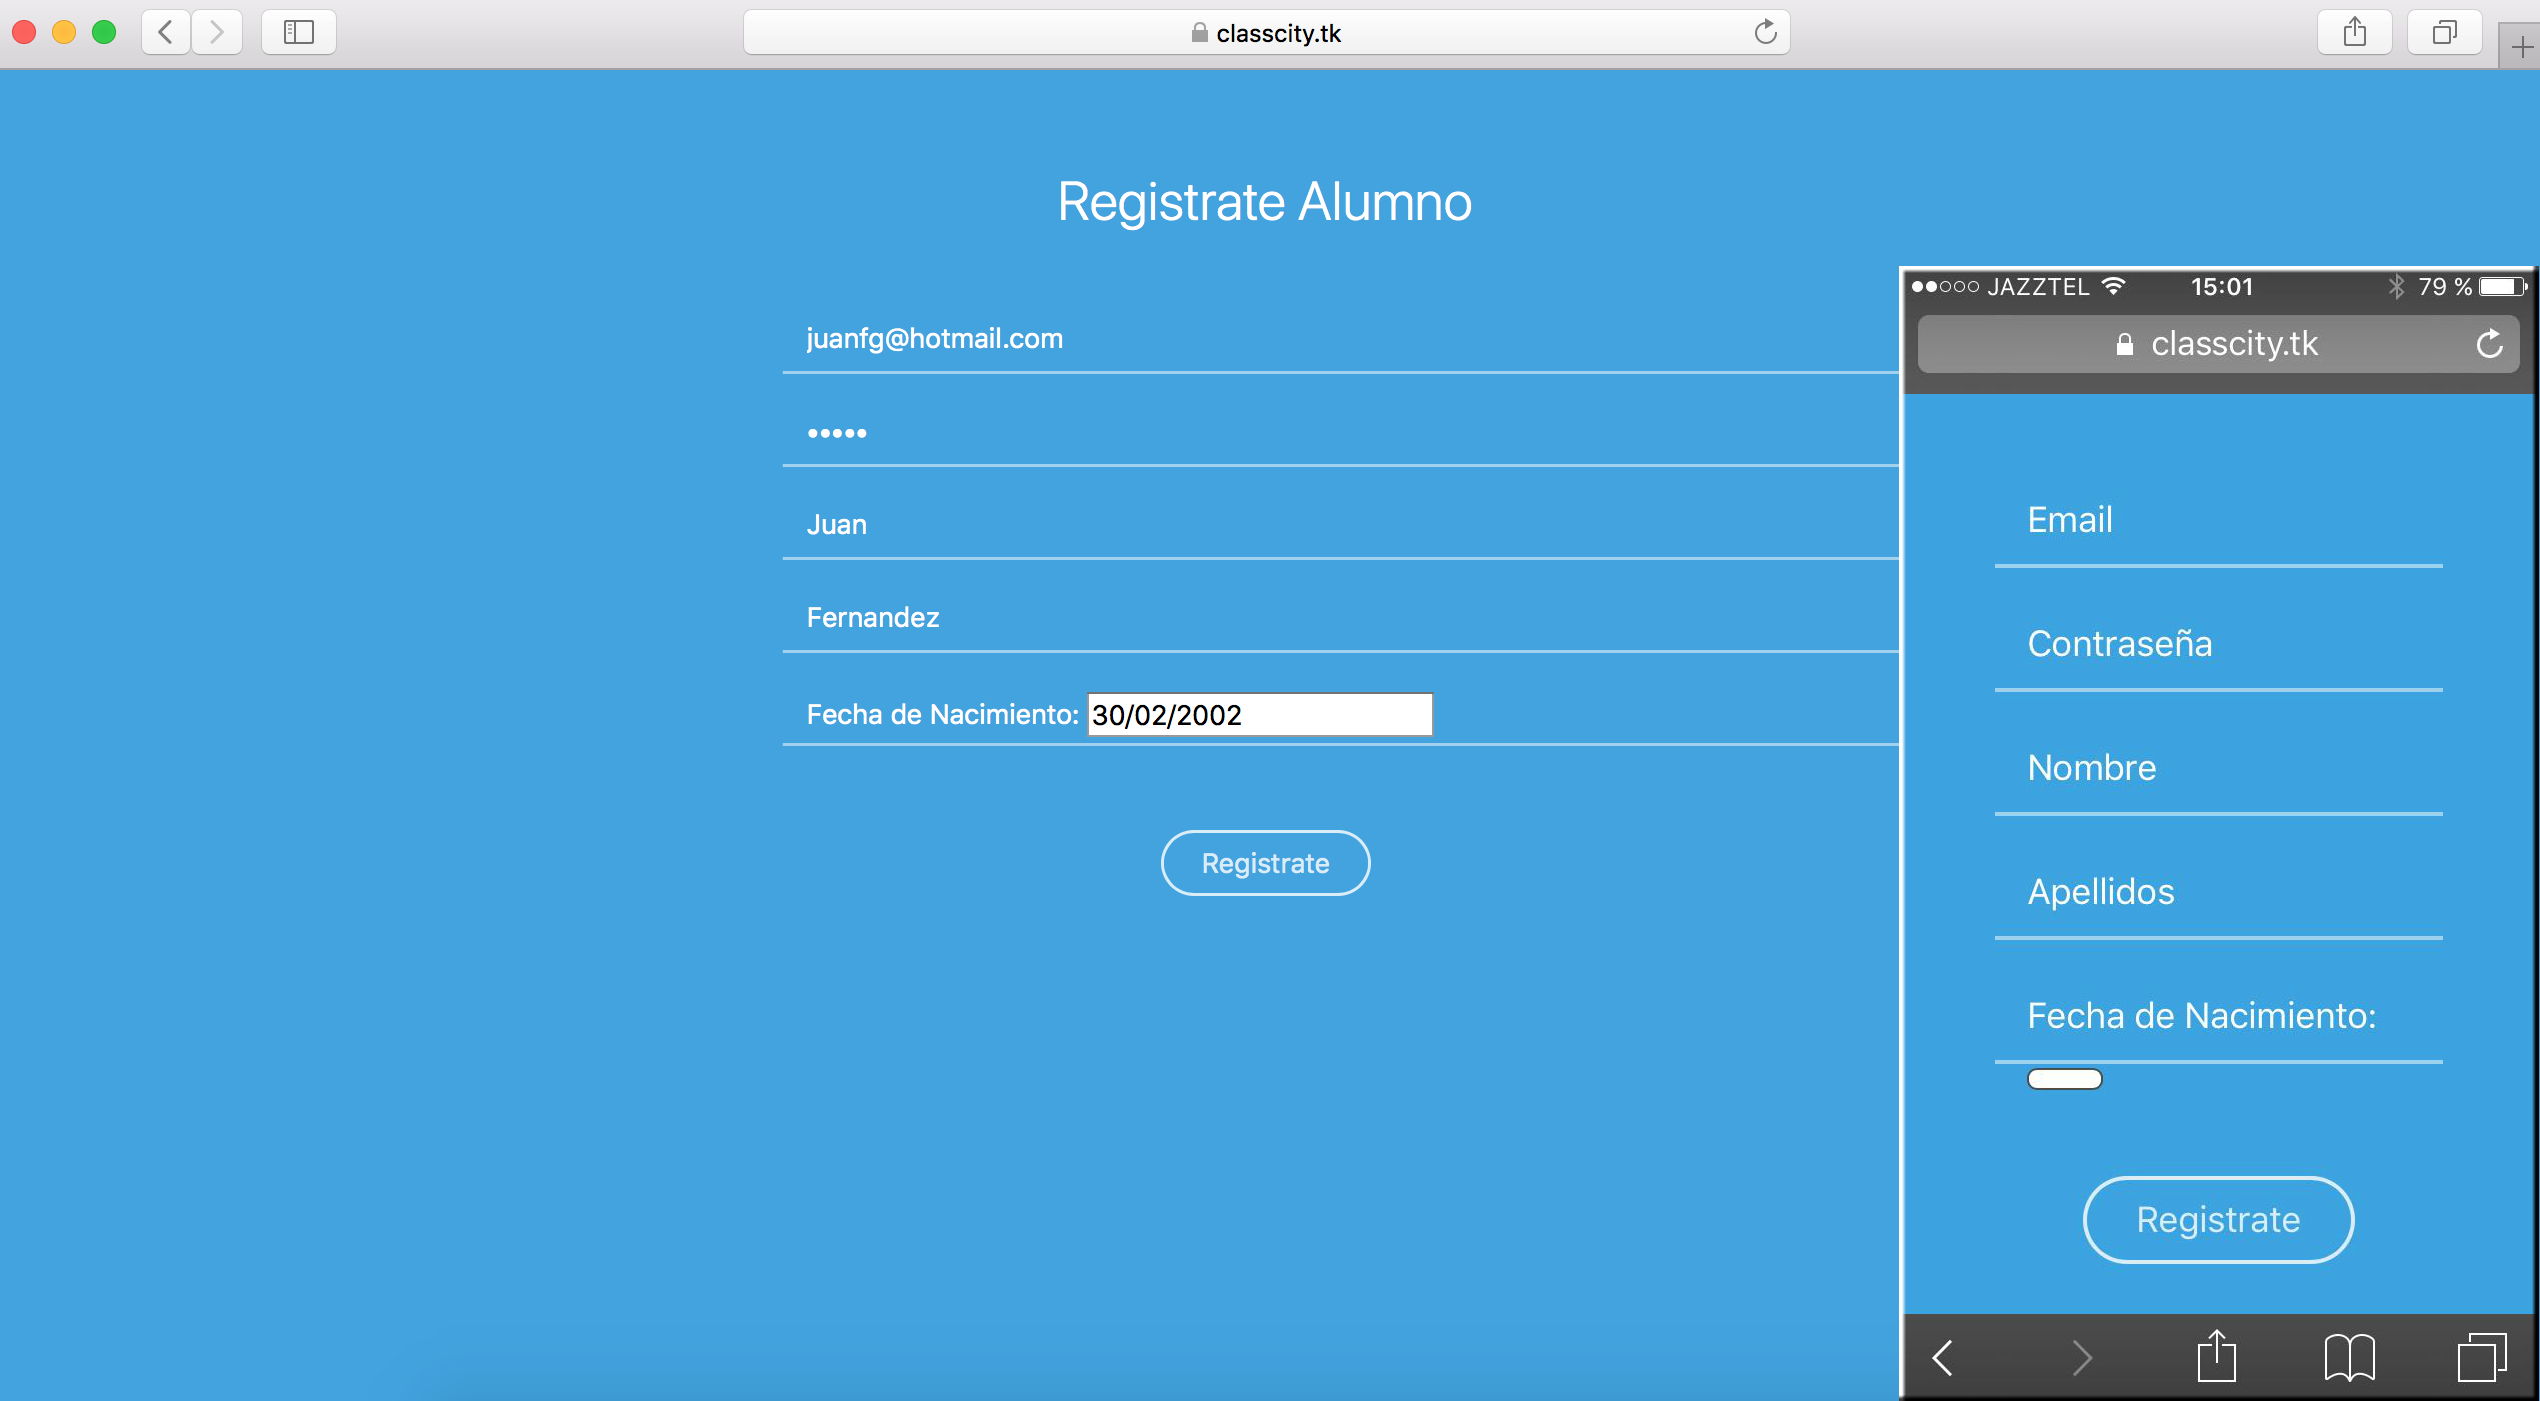 classcity.tk
Registrate Alumno
juanfg@hotmail.com
•••••
Juan
Fernandez
Fecha de Nacimiento: 30/02/2002
Registrate
JAZZTEL 15:01 79 %
classcity.tk
Email
Contraseña
Nombre
Apellidos
Fecha de Nacimiento:
Registrate